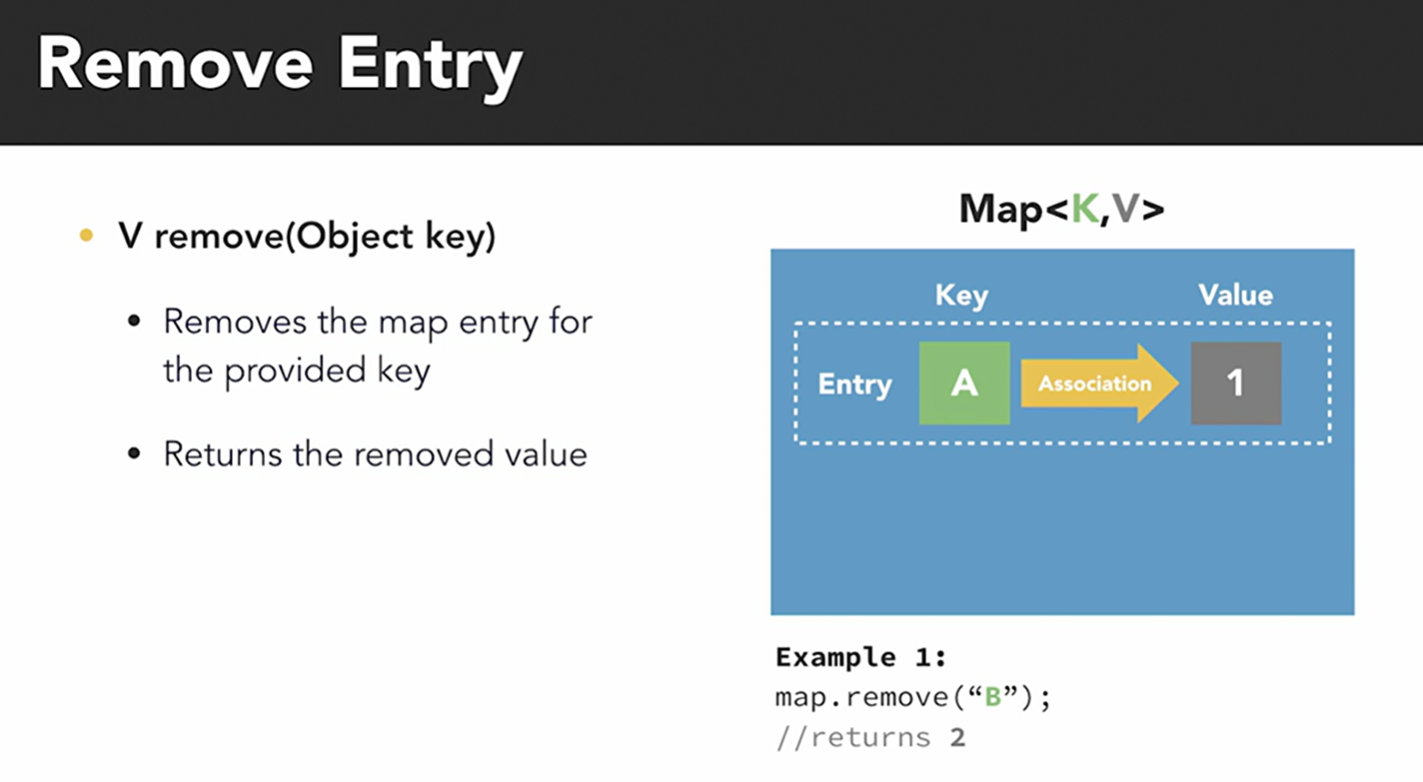 Remove Entry
V remove(Object key)
Removes the map entry for
the provided key
Returns the removed value
Map<K,V>
Key Value
Entry A Association 1
Example 1:
map.remove(“B”);
//returns 2